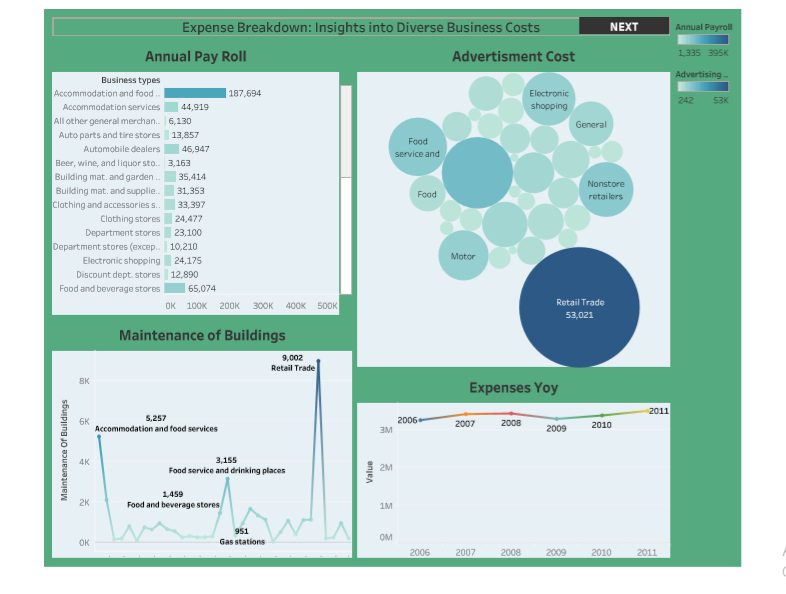 Expense Breakdown: Insights into Diverse Business Costs
NEXT
Annual Payroll
1,335 395K
Advertising ..
242 53K
Annual Pay Roll
Business types
Accommodation and food .. 187,694
Accommodation services 44,919
All other general merchan.. 6,130
Auto parts and tire stores 13,857
Automobile dealers 46,947
Beer, wine, and liquor sto.. 3,163
Building mat. and garden .. 35,414
Building mat. and supplie.. 31,353
Clothing and accessories s.. 33,397
Clothing stores 24,477
Department stores 23,100
Department stores (excep.. 10,210
Electronic shopping 24,175
Discount dept. stores 12,890
Food and beverage stores 65,074
0K 100K 200K 300K 400K 500K
Advertisment Cost
Electronic
shopping
General
Food
service and
Food
Nonstore
retailers
Motor
Retail Trade
53,021
Maintenance of Buildings
Maintenance Of Buildings
8K
6K
4K
2K
0K
9,002
Retail Trade
5,257
Accommodation and food services
3,155
Food service and drinking places
1,459
Food and beverage stores
951
Gas stations
Expenses Yoy
Value
3M
2M
1M
0M
2006
2007
2008
2009
2010
2011
2006 2007 2008 2009 2010 2011